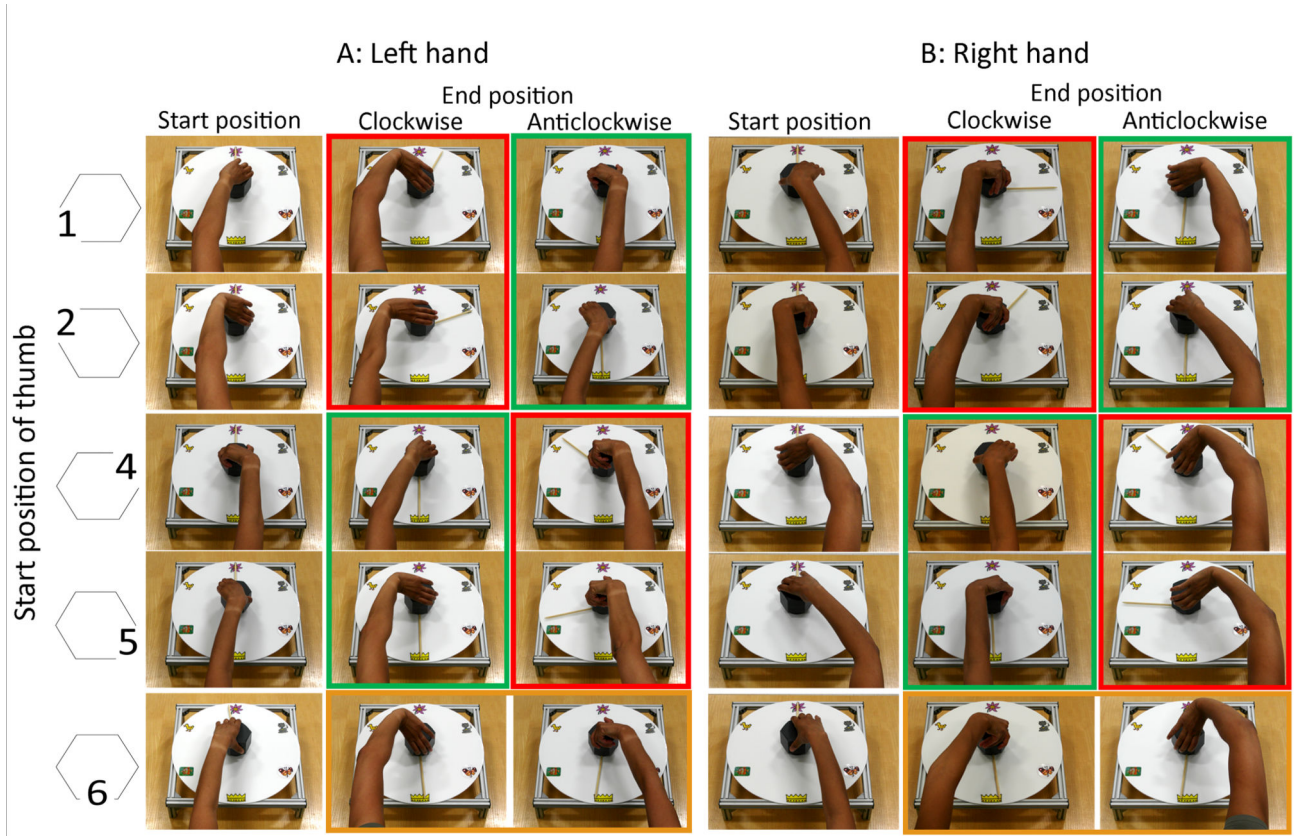 A: Left hand
B: Right hand
End position
End position
Start position Clockwise Anticlockwise
Start position Clockwise Anticlockwise
Start position of thumb
1
2
4
5
6